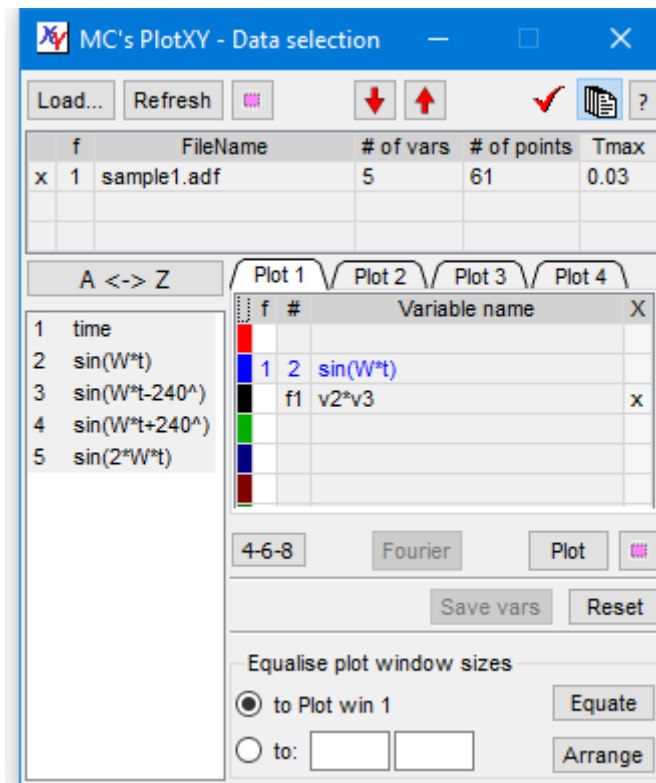 MC's PlotXY - Data selection
Load... Refresh ?
f FileName # of vars # of points Tmax
x 1 sample1.adf 5 61 0.03
A <-> Z
Plot 1 Plot 2 Plot 3 Plot 4
f # Variable name X
1 time
2 sin(W*t)
3 sin(W*t-240^)
4 sin(W*t+240^)
5 sin(2*W*t)
1 2 sin(W*t)
f1 v2*v3 x
4-6-8 Fourier Plot
Save vars Reset
Equalise plot window sizes
to Plot win 1 Equate
to: Arrange